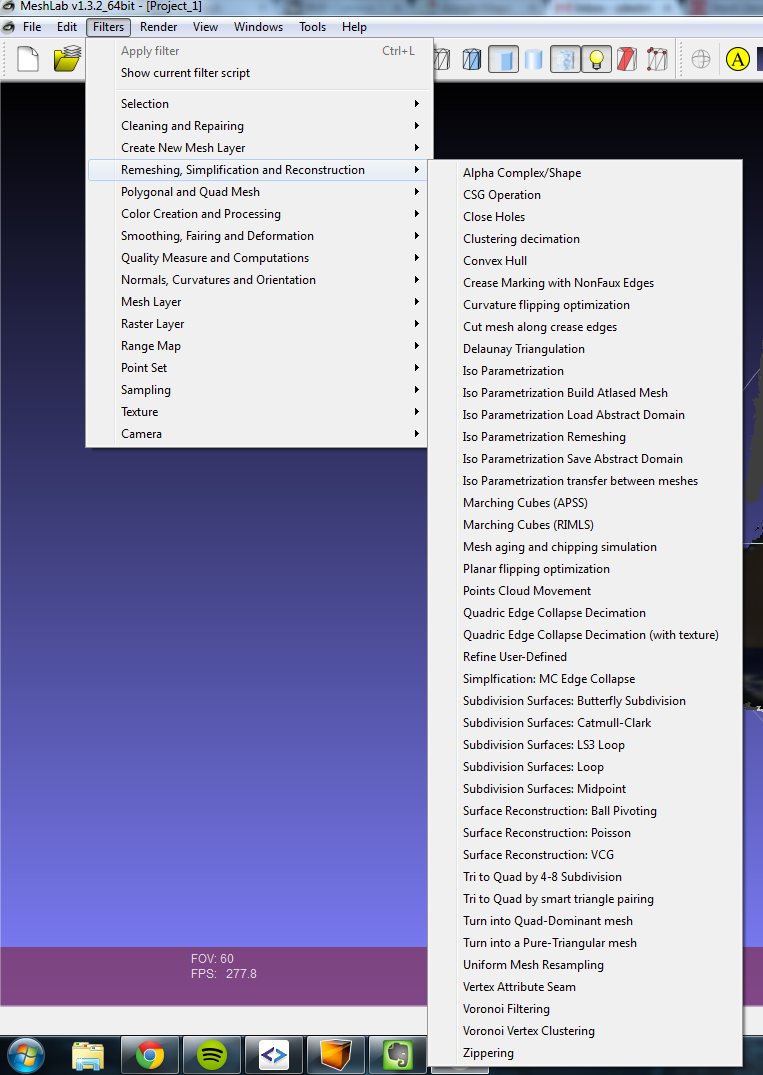 MeshLab v1.3.2_64bit - [Project_1]
File Edit Filters Render View Windows Tools Help
Apply filter Ctrl+L
Show current filter script
Selection
Cleaning and Repairing
Create New Mesh Layer
Remeshing, Simplification and Reconstruction
Polygonal and Quad Mesh
Color Creation and Processing
Smoothing, Fairing and Deformation
Quality Measure and Computations
Normals, Curvatures and Orientation
Mesh Layer
Raster Layer
Range Map
Point Set
Sampling
Texture
Camera
A
Alpha Complex/Shape
CSG Operation
Close Holes
Clustering decimation
Convex Hull
Crease Marking with NonFaux Edges
Curvature flipping optimization
Cut mesh along crease edges
Delaunay Triangulation
Iso Parametrization
Iso Parametrization Build Atlased Mesh
Iso Parametrization Load Abstract Domain
Iso Parametrization Remeshing
Iso Parametrization Save Abstract Domain
Iso Parametrization transfer between meshes
Marching Cubes (APSS)
Marching Cubes (RIMLS)
Mesh aging and chipping simulation
Planar flipping optimization
Points Cloud Movement
Quadric Edge Collapse Decimation
Quadric Edge Collapse Decimation (with texture)
Refine User-Defined
Simplfication: MC Edge Collapse
Subdivision Surfaces: Butterfly Subdivision
Subdivision Surfaces: Catmull-Clark
Subdivision Surfaces: LS3 Loop
Subdivision Surfaces: Loop
Subdivision Surfaces: Midpoint
Surface Reconstruction: Ball Pivoting
Surface Reconstruction: Poisson
Surface Reconstruction: VCG
Tri to Quad by 4-8 Subdivision
Tri to Quad by smart triangle pairing
Turn into Quad-Dominant mesh
Turn into a Pure-Triangular mesh
Uniform Mesh Resampling
Vertex Attribute Seam
Voronoi Filtering
Voronoi Vertex Clustering
Zippering
FOV: 60
FPS: 277.8